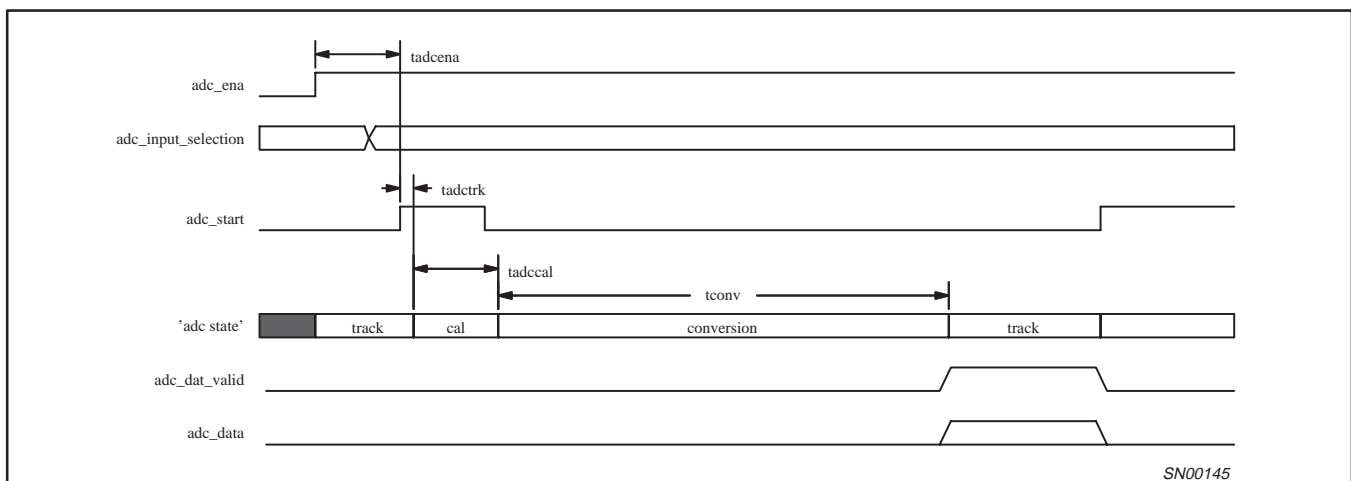 tadcena
adc_ena
adc_input_selection
tadctrk
adc_start
tadccal
tconv
'adc state' track cal conversion track
adc_dat_valid
adc_data
SN00145